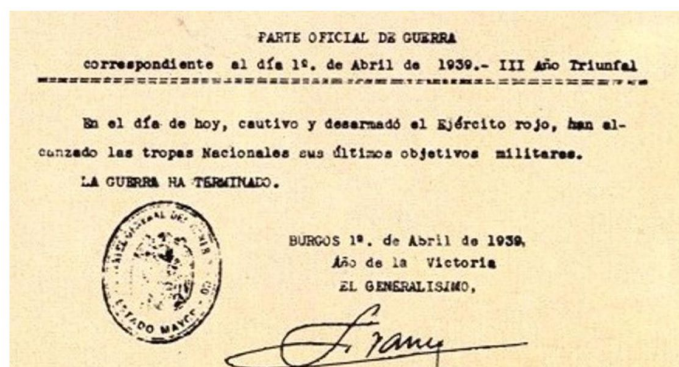 PARTE OFICIAL DE GUERRA
correspondiente al día 1º. de Abril de 1939.- III Año Triunfal
En el día de hoy, cautivo y desarmadó el Ejército rojo, han al-
canzado las tropas Nacionales sus últimos objetivos militares.
LA GUERRA HA TERMINADO.
BURGOS 1º. de Abril de 1939,
Año de la Victoria
EL GENERALISIMO,
ESTADO MAYOR